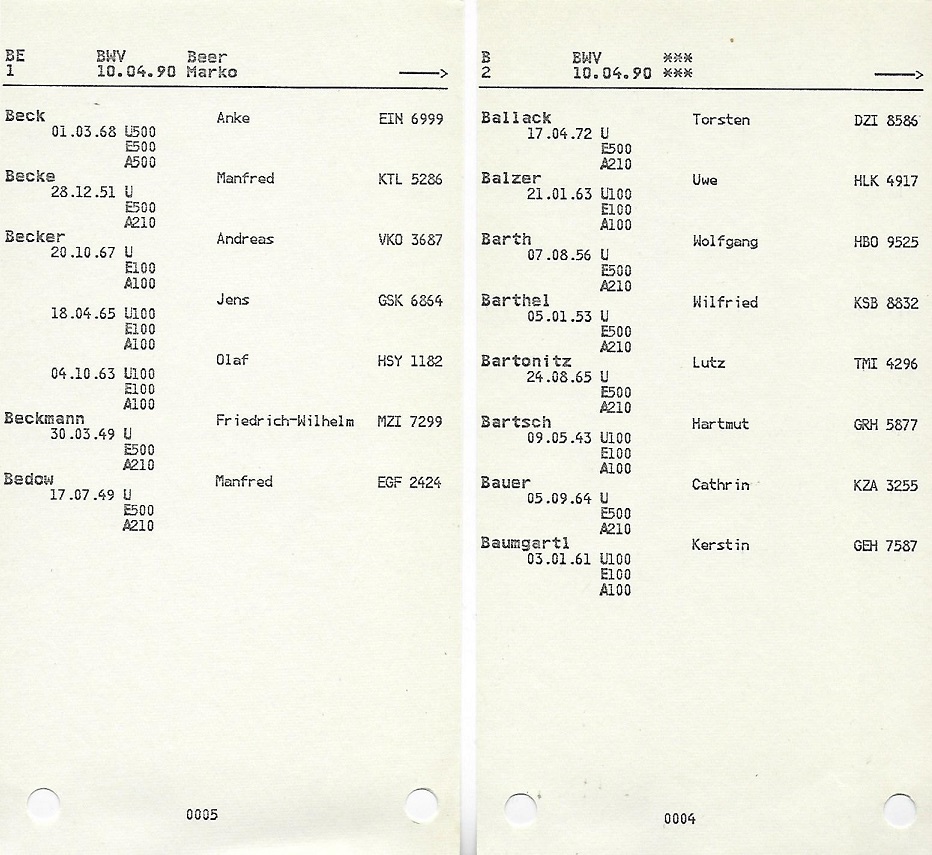 BE BWV Beer
1 10.04.90 Marko ——>
Beck Anke EIN 6999
01.03.68 U500
E500
A500
Becke Manfred KTL 5286
28.12.51 U
E500
A210
Becker Andreas VKO 3687
20.10.67 U
E100
A100
Jens GSK 6864
18.04.65 U100
E100
A100
Olaf HSY 1182
04.10.63 U100
E100
A100
Beckmann Friedrich-Wilhelm MZI 7299
30.03.49 U
E500
A210
Bedow Manfred EGF 2424
17.07.49 U
E500
A210
0005
B BWV ***
2 10.04.90 *** ——>
Ballack Torsten DZI 8586
17.04.72 U
E500
A210
Balzer Uwe HLK 4917
21.01.63 U100
E100
A100
Barth Wolfgang HBO 9525
07.08.56 U
E500
A210
Barthel Wilfried KSB 8832
05.01.53 U
E500
A210
Bartonitz Lutz TMI 4296
24.08.65 U
E500
A210
Bartsch Hartmut GRH 5877
09.05.43 U100
E100
A100
Bauer Cathrin KZA 3255
05.09.64 U
E500
A210
Baumgartl Kerstin GEH 7587
03.01.61 U100
E100
A100
0004